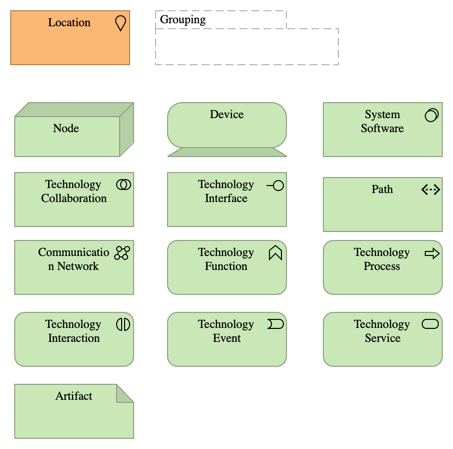 Location
Grouping
Node
Device
System
Software
Technology
Collaboration
Technology
Interface
Path
Communicatio
n Network
Technology
Function
Technology
Process
Technology
Interaction
Technology
Event
Technology
Service
Artifact